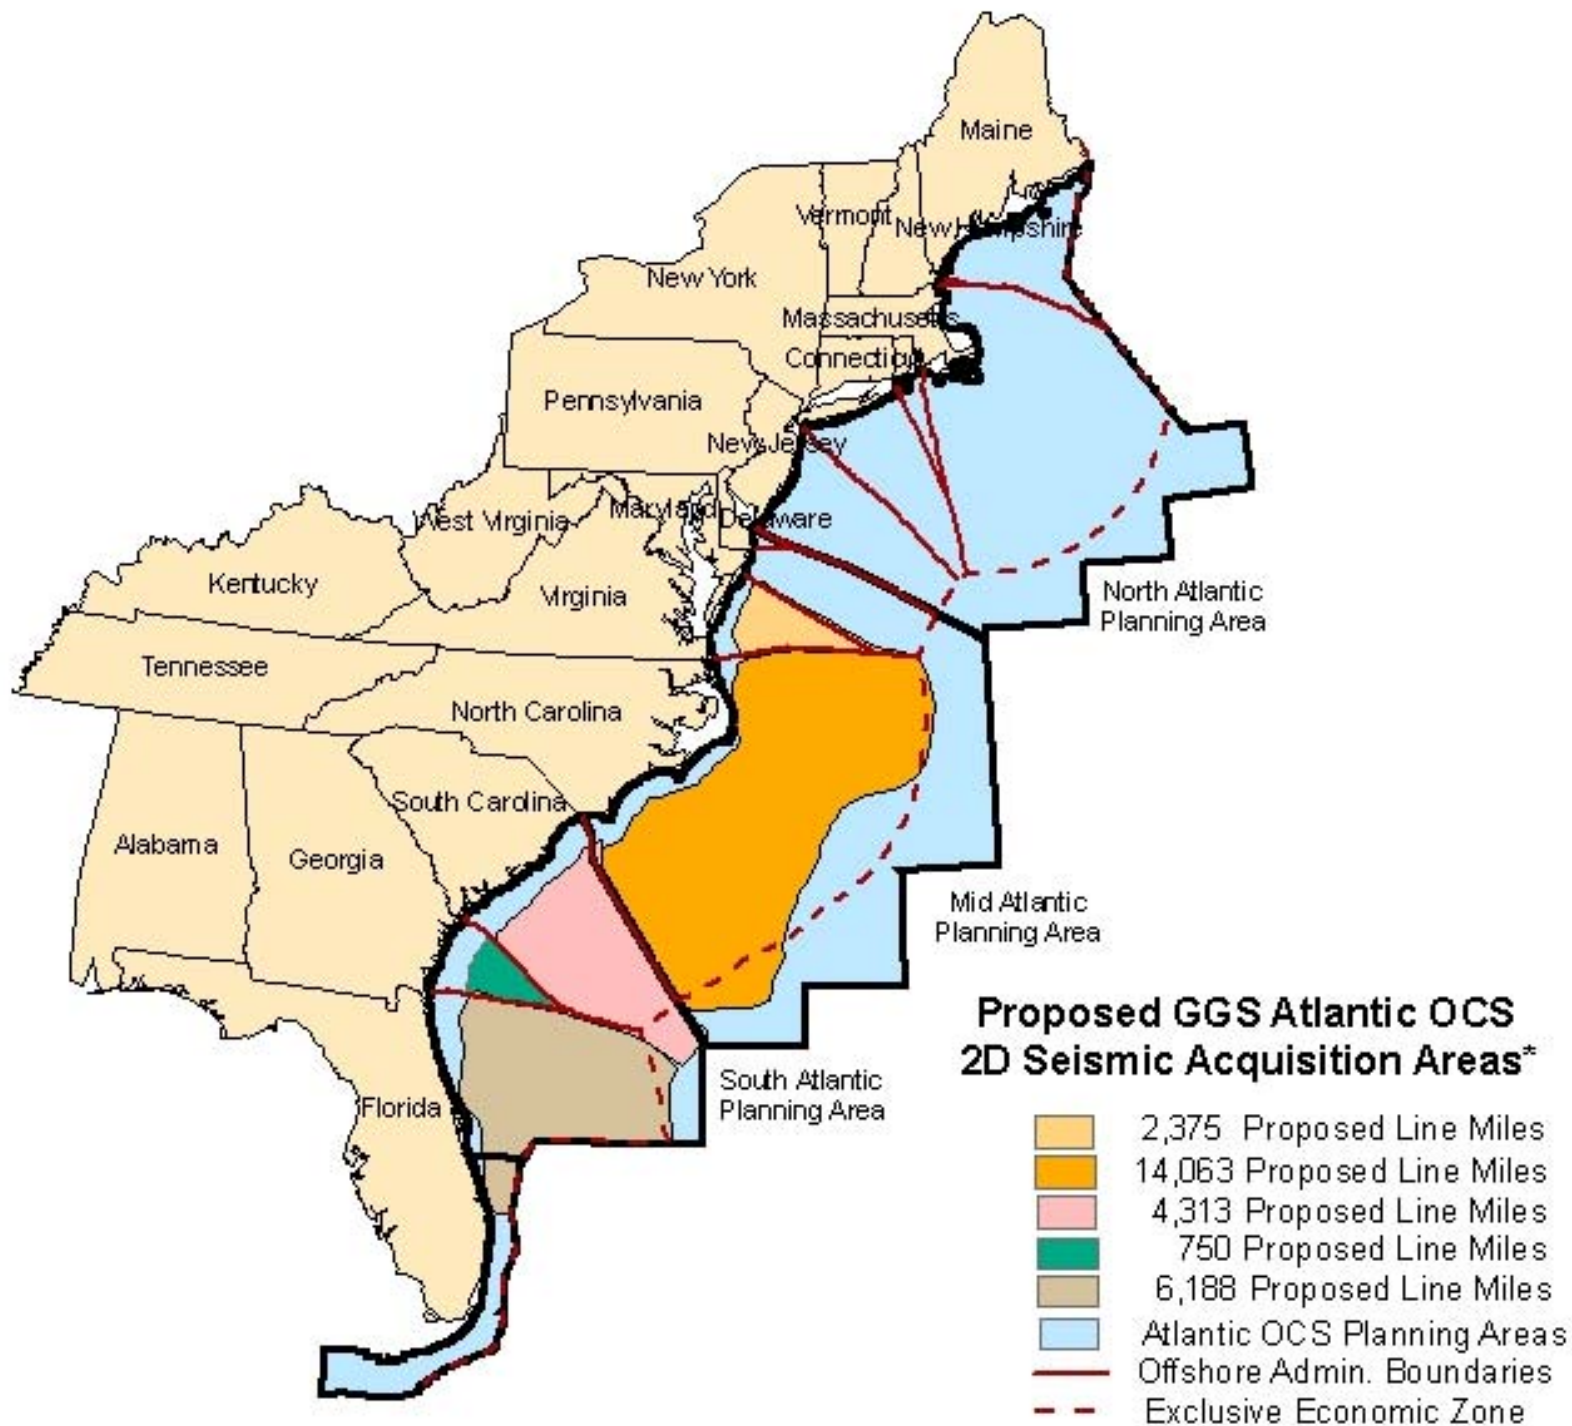 Maine
Vermont
New Hampshire
New York
Massachusetts
Connecticut
Pennsylvania
New Jersey
West Virginia
Maryland
Delaware
Kentucky
Virginia
North Atlantic
Planning Area
Tennessee
North Carolina
South Carolina
Alabama
Georgia
Mid Atlantic
Planning Area
Florida
South Atlantic
Planning Area
Proposed GGS Atlantic OCS
2D Seismic Acquisition Areas*
2,375 Proposed Line Miles
14,063 Proposed Line Miles
4,313 Proposed Line Miles
750 Proposed Line Miles
6,188 Proposed Line Miles
Atlantic OCS Planning Areas
Offshore Admin. Boundaries
Exclusive Economic Zone